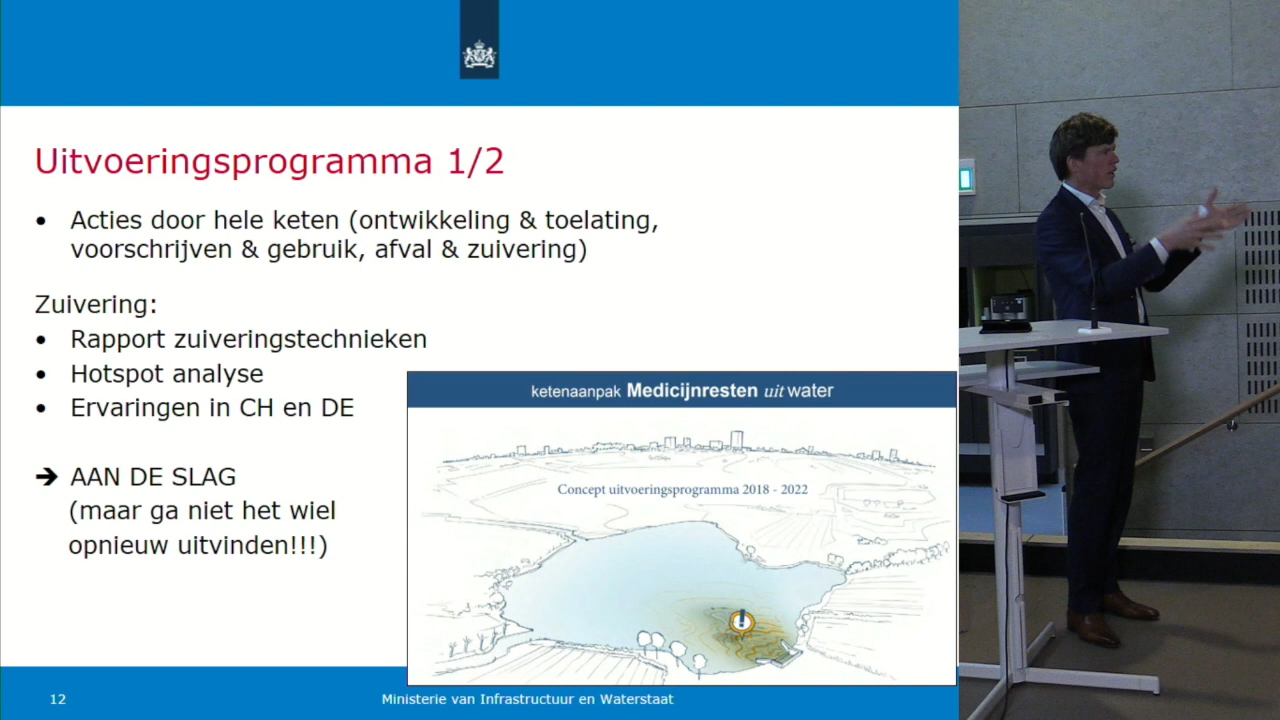 Uitvoeringsprogramma 1/2
• Acties door hele keten (ontwikkeling & toelating,
voorschrijven & gebruik, afval & zuivering)
Zuivering:
• Rapport zuiveringstechnieken
• Hotspot analyse
• Ervaringen in CH en DE
➔ AAN DE SLAG
(maar ga niet het wiel
opnieuw uitvinden!!!)
ketenaanpak Medicijnresten uit water
Concept uitvoeringsprogramma 2018 - 2022
!
12
Ministerie van Infrastructuur en Waterstaat